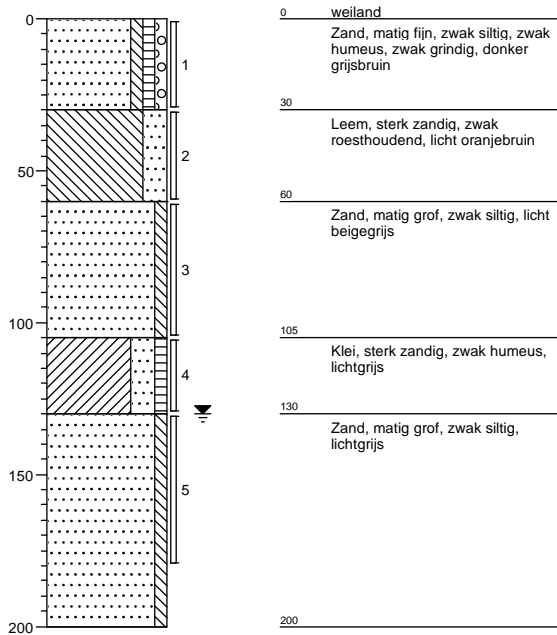 0
50
100
150
200
1
2
3
4
5
0
weiland
Zand, matig fijn, zwak siltig, zwak
humeus, zwak grindig, donker
grijsbruin
30
Leem, sterk zandig, zwak
roesthoudend, licht oranjebruin
60
Zand, matig grof, zwak siltig, licht
beigegrijs
105
Klei, sterk zandig, zwak humeus,
lichtgrijs
130
Zand, matig grof, zwak siltig,
lichtgrijs
200